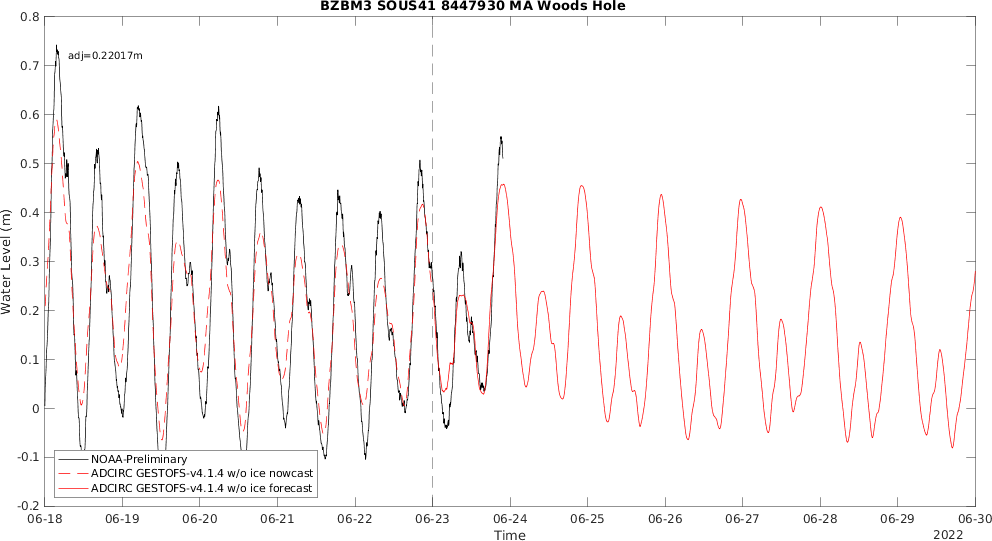 BZBM3 SOUS41 8447930 MA Woods Hole
adj=0.22017m
Water Level (m)
0.8
0.7
0.6
0.5
0.4
0.3
0.2
0.1
0
-0.1
-0.2
NOAA-Preliminary
ADCIRC GESTOFS-v4.1.4 w/o ice nowcast
ADCIRC GESTOFS-v4.1.4 w/o ice forecast
06-18 06-19 06-20 06-21 06-22 06-23 06-24 06-25 06-26 06-27 06-28 06-29 06-30
Time
2022